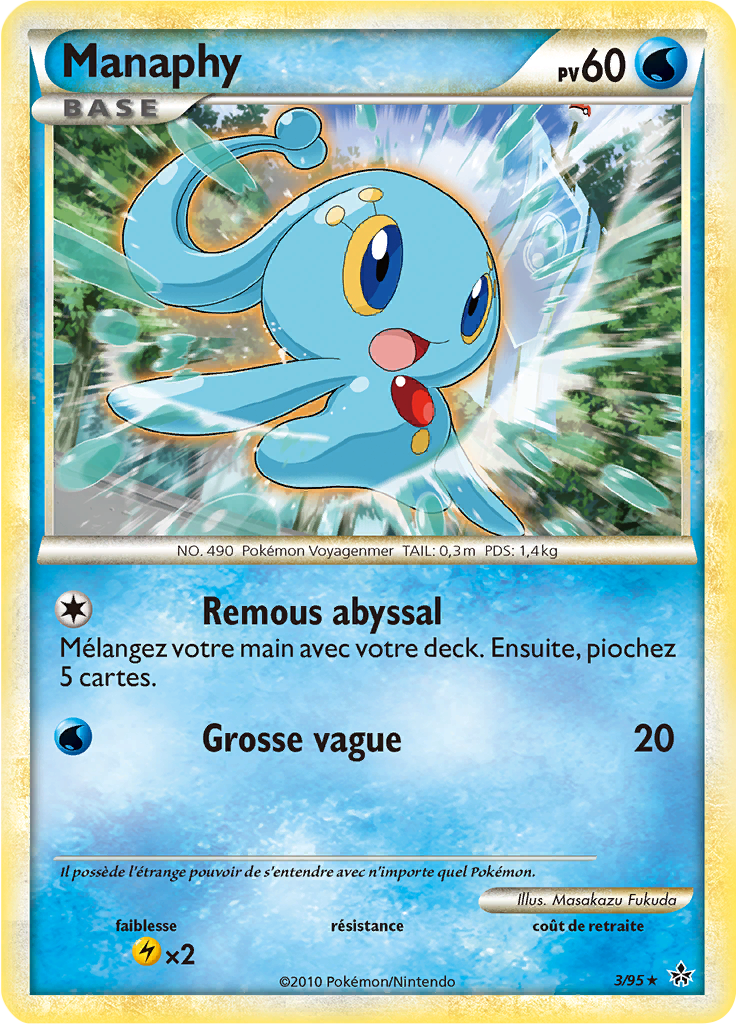 Manaphy
PV 60
BASE
NO. 490 Pokémon Voyagenmer TAIL: 0,3 m PDS: 1,4 kg
Remous abyssal
Mélangez votre main avec votre deck. Ensuite, piochez
5 cartes.
Grosse vague 20
Il possède l'étrange pouvoir de s'entendre avec n'importe quel Pokémon.
Illus. Masakazu Fukuda
faiblesse résistance coût de retraite
×2
©2010 Pokémon/Nintendo 3/95 ★